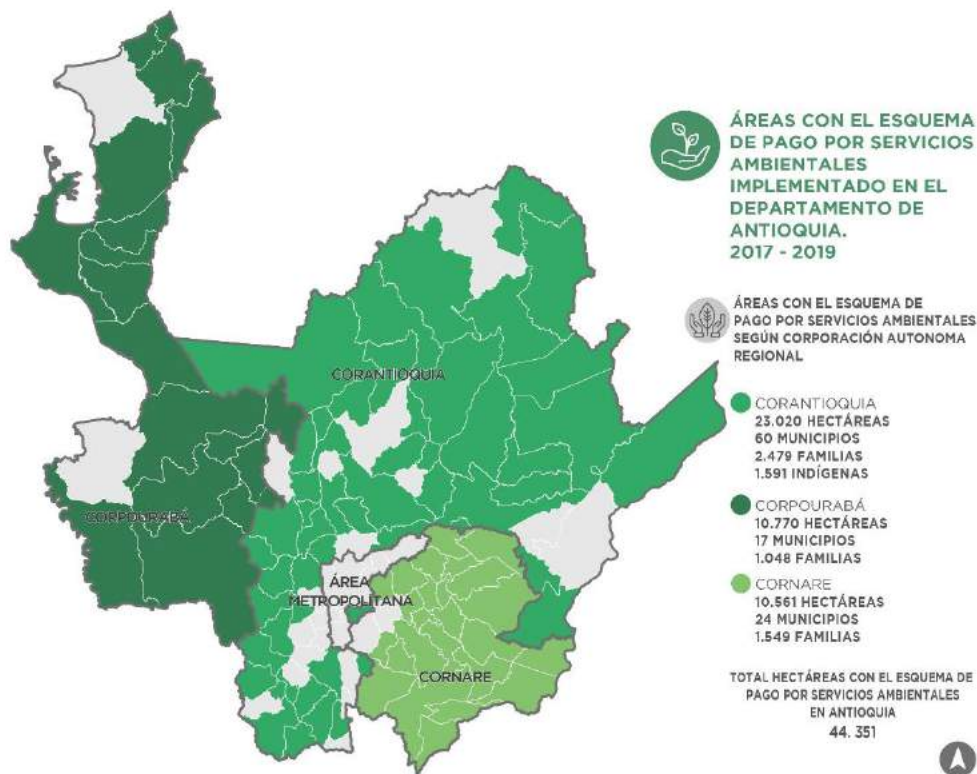 ÁREAS CON EL ESQUEMA
DE PAGO POR SERVICIOS
AMBIENTALES
IMPLEMENTADO EN EL
DEPARTAMENTO DE
ANTIOQUIA.
2017 - 2019
ÁREAS CON EL ESQUEMA DE
PAGO POR SERVICIOS AMBIENTALES
SEGÚN CORPORACIÓN AUTONOMA
REGIONAL
CORANTIOQUIA
23.020 HECTÁREAS
60 MUNICIPIOS
2.479 FAMILIAS
1.591 INDÍGENAS
CORPOURABÁ
10.770 HECTÁREAS
17 MUNICIPIOS
1.048 FAMILIAS
CORNARE
10.561 HECTÁREAS
24 MUNICIPIOS
1.549 FAMILIAS
TOTAL HECTÁREAS CON EL ESQUEMA DE
PAGO POR SERVICIOS AMBIENTALES
EN ANTIOQUIA
44. 351
CORANTIOQUIA
CORPOURABÁ
ÁREA
METROPOLITANA
CORNARE